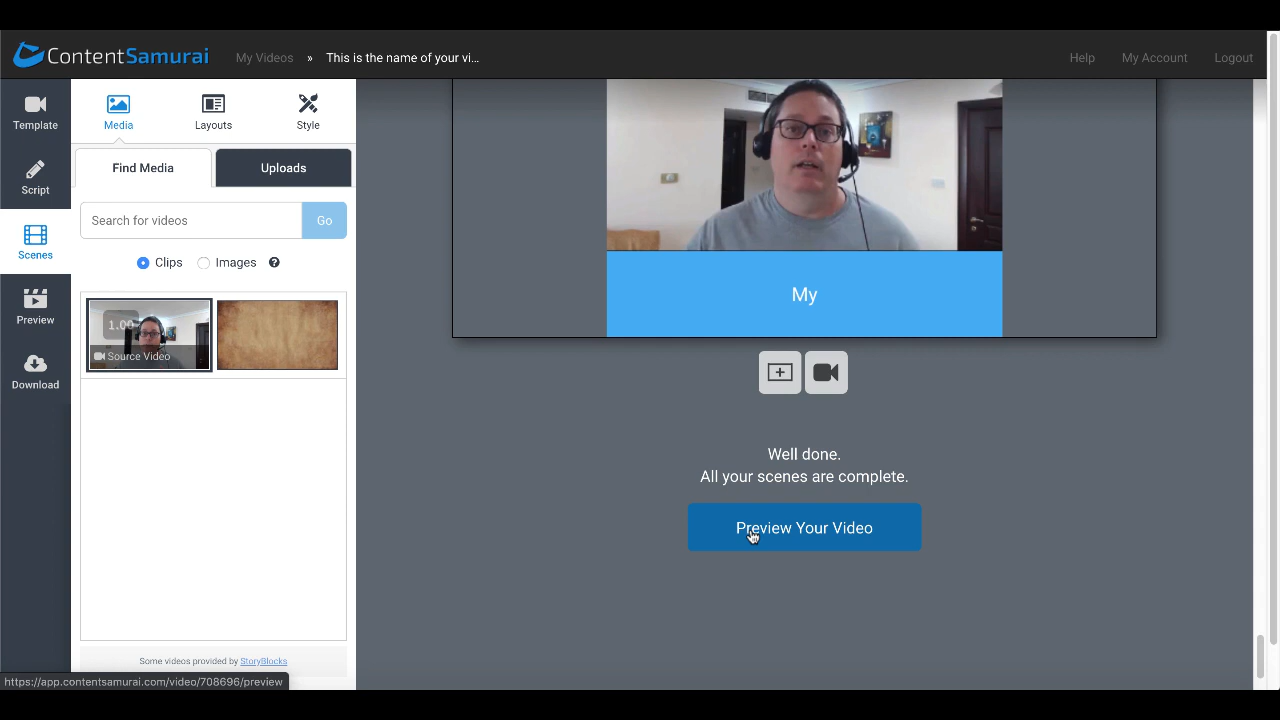 ContentSamurai
My Videos » This is the name of your vi...
Help
My Account
Logout
Template
Script
Scenes
Preview
Download
Media
Layouts
Style
Find Media
Uploads
Search for videos
Go
Clips
Images
?
1.00
Source Video
Some videos provided by StoryBlocks
My
Well done.
All your scenes are complete.
Preview Your Video
https://app.contentsamurai.com/video/708696/preview